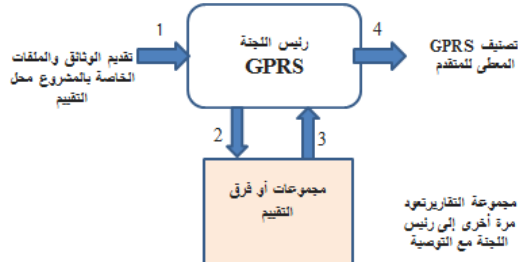 1
تقديم الوثائق والملفات
الخاصة بالمشروع محل
التقييم
رئيس اللجنة
GPRS
4
تصنيف GPRS
المعطى للمتقدم
2
3
مجموعات أو فرق
التقييم
مجموعة التقاريرتعود
مرة أخرى إلى رئيس
اللجنة مع التوصية